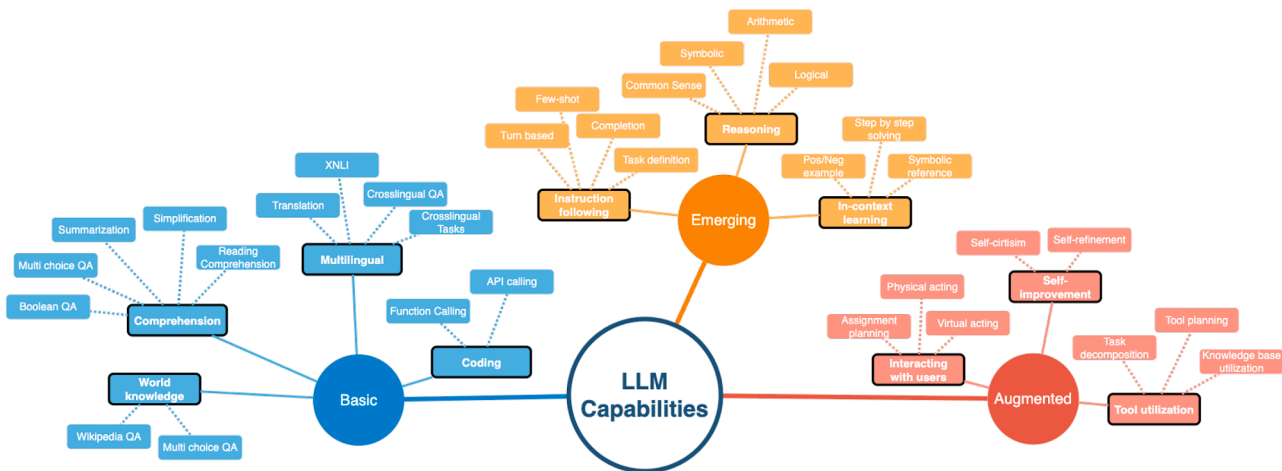 Arithmetic
Symbolic
Common Sense
Logical
Reasoning
Few-shot
Turn based
Completion
Task definition
Instruction
following
Step by step
solving
Pos/Neg
example
Symbolic
reference
In-context
learning
Emerging
XNLI
Translation
Crosslingual QA
Crosslingual
Tasks
Multilingual
Simplification
Summarization
Multi choice QA
Reading
Comprehension
Boolean QA
Comprehension
API calling
Function Calling
Coding
World
knowledge
Wikipedia QA
Multi choice QA
Basic
LLM
Capabilities
Self-cirtisim
Self-refinement
Self-
improvement
Physical acting
Assignment
planning
Virtual acting
Interacting
with users
Tool planning
Task
decomposition
Knowledge base
utilization
Tool utilization
Augmented